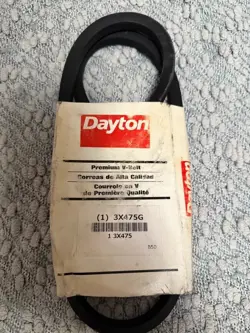 Dayton
Premium V-Belt
Correas de Alta Calidad
Courroie en V
de Première Qualité
(1) 3X475G
1 3X475